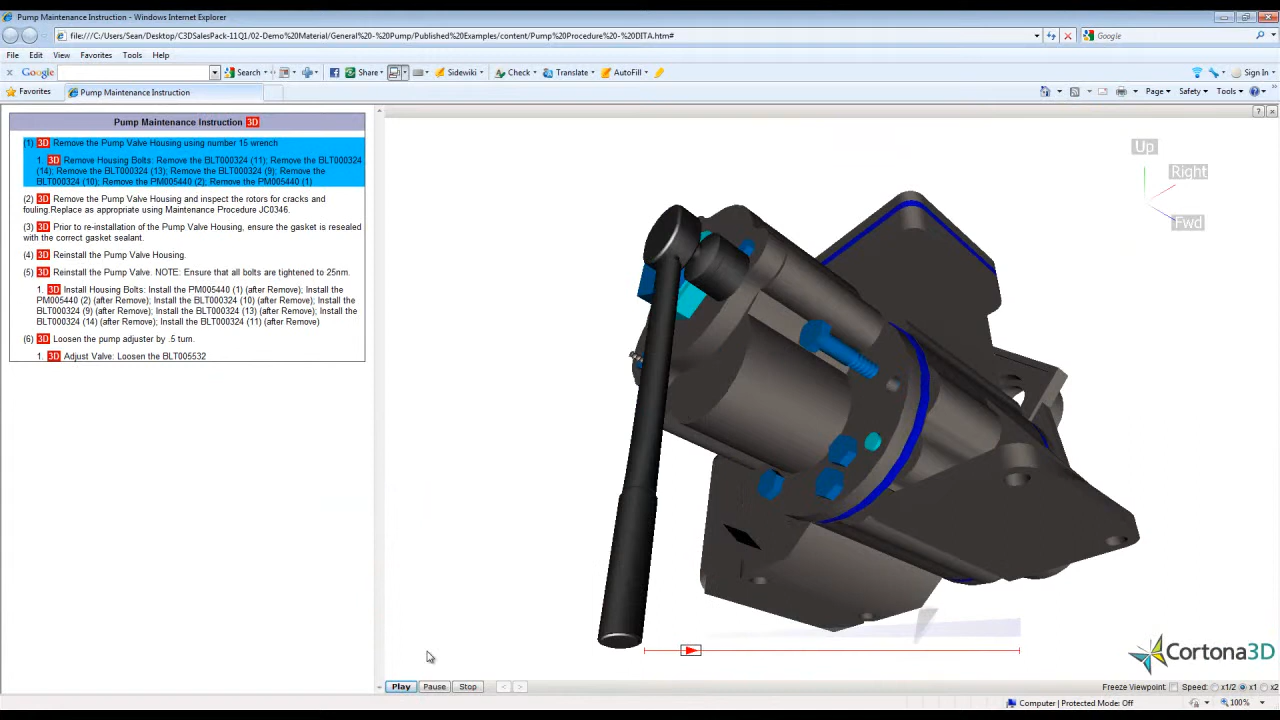 Pump Maintenance Instruction - Windows Internet Explorer
file:///C:/Users/Sean/Desktop/C3DSalesPack-11Q1/02-Demo%20Material/General%20-%20Pump/Published%20Examples/content/Pump%20Procedure%20-%20DITA.htm#
Google
File Edit View Favorites Tools Help
x Google Search Share Sidewiki Check Translate AutoFill Sign In
Favorites Pump Maintenance Instruction Page Safety Tools
Pump Maintenance Instruction 3D
(1) 3D Remove the Pump Valve Housing using number 15 wrench
1. 3D Remove Housing Bolts: Remove the BLT000324 (11); Remove the BLT000324
(14); Remove the BLT000324 (13); Remove the BLT000324 (9); Remove the
BLT000324 (10); Remove the PM005440 (2); Remove the PM005440 (1)
(2) 3D Remove the Pump Valve Housing and inspect the rotors for cracks and
fouling.Replace as appropriate using Maintenance Procedure JC0346.
(3) 3D Prior to re-installation of the Pump Valve Housing, ensure the gasket is resealed
with the correct gasket sealant.
(4) 3D Reinstall the Pump Valve Housing.
(5) 3D Reinstall the Pump Valve. NOTE: Ensure that all bolts are tightened to 25nm.
1. 3D Install Housing Bolts: Install the PM005440 (1) (after Remove); Install the
PM005440 (2) (after Remove); Install the BLT000324 (10) (after Remove); Install the
BLT000324 (9) (after Remove); Install the BLT000324 (13) (after Remove); Install the
BLT000324 (14) (after Remove); Install the BLT000324 (11) (after Remove)
(6) 3D Loosen the pump adjuster by .5 turn.
1. 3D Adjust Valve: Loosen the BLT005532
? x
Up
Right
Fwd
Cortona3D
Play Pause Stop < > Freeze Viewpoint: Speed: x1/2 x1 x2
Computer | Protected Mode: Off 100%